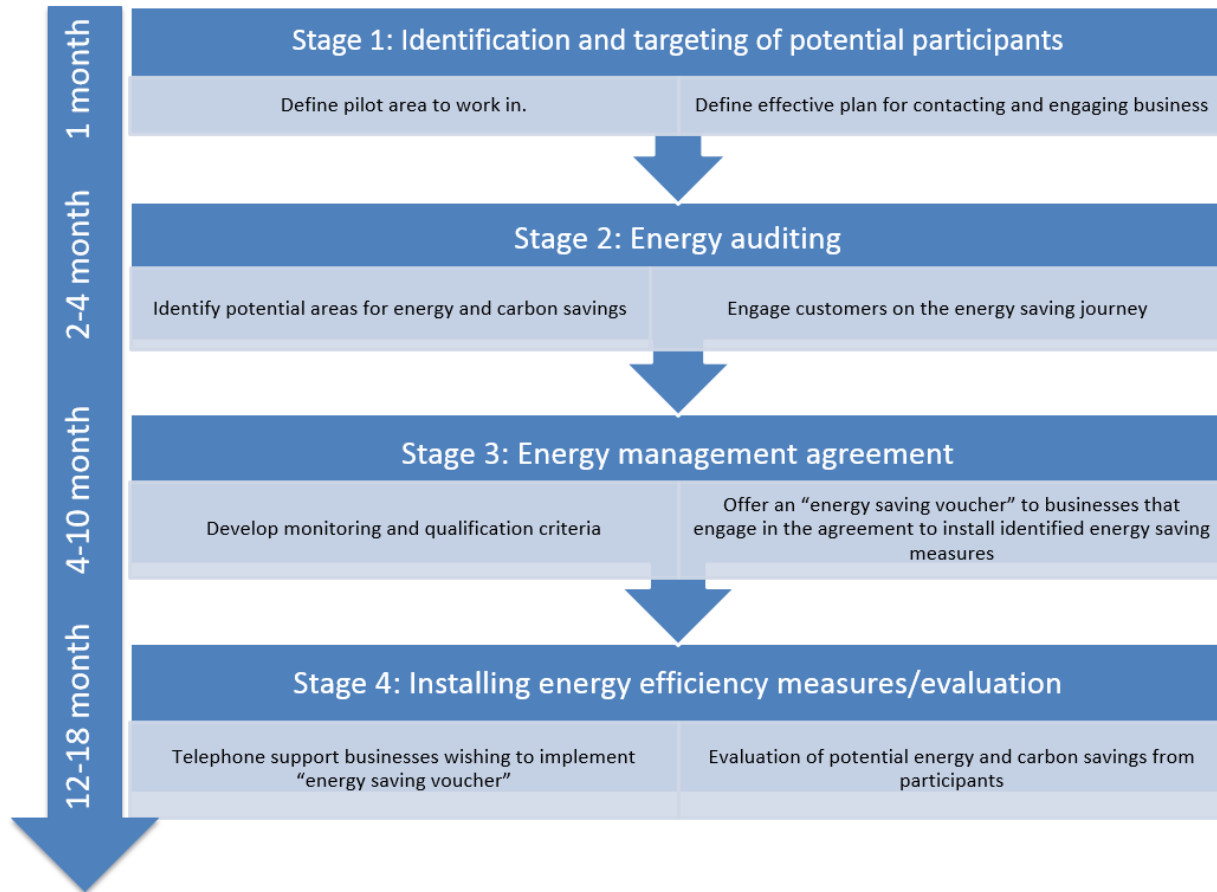 1 month
Stage 1: Identification and targeting of potential participants
Define pilot area to work in.
Define effective plan for contacting and engaging business
2-4 month
Stage 2: Energy auditing
Identify potential areas for energy and carbon savings
Engage customers on the energy saving journey
4-10 month
Stage 3: Energy management agreement
Develop monitoring and qualification criteria
Offer an “energy saving voucher” to businesses that
engage in the agreement to install identified energy saving
measures
12-18 month
Stage 4: Installing energy efficiency measures/evaluation
Telephone support businesses wishing to implement
“energy saving voucher”
Evaluation of potential energy and carbon savings from
participants